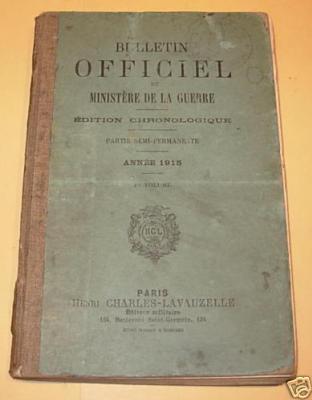 BULLETIN
OFFICIEL
DU
MINISTÈRE DE LA GUERRE
ÉDITION CHRONOLOGIQUE
PARTIE SEMI-PERMANENTE
ANNÉE 1915
VOLUME
HCL
PARIS
HENRI CHARLES-LAVAUZELLE
Éditeur militaire
124, Boulevard Saint-Germain, 124